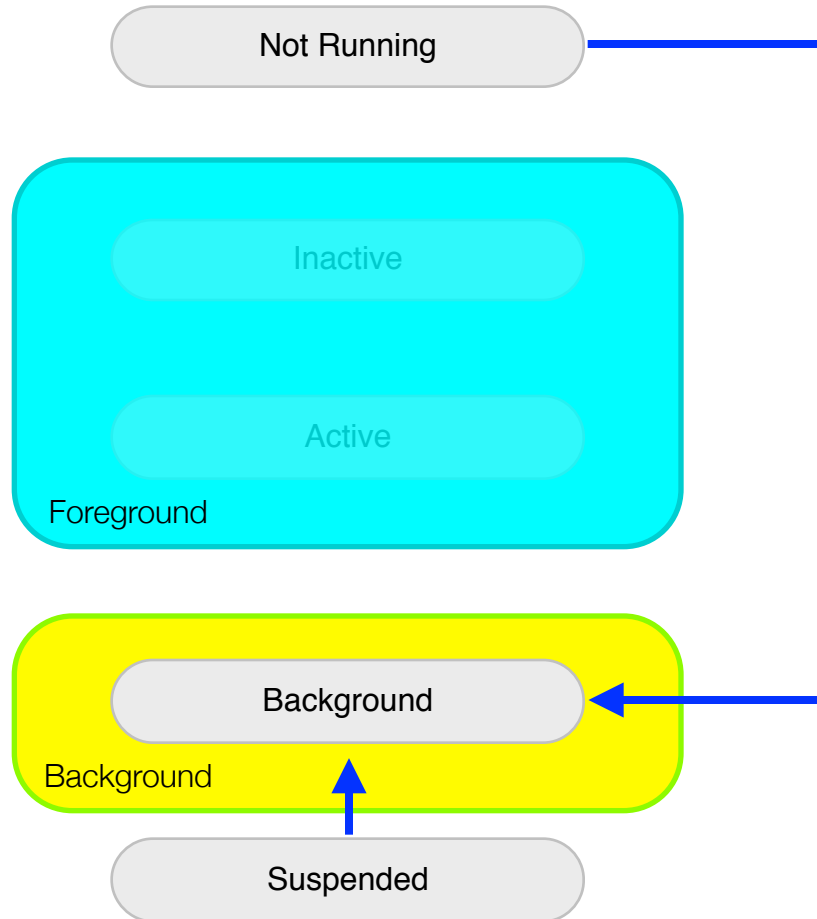 Not Running
Inactive
Active
Foreground
Background
Background
Suspended